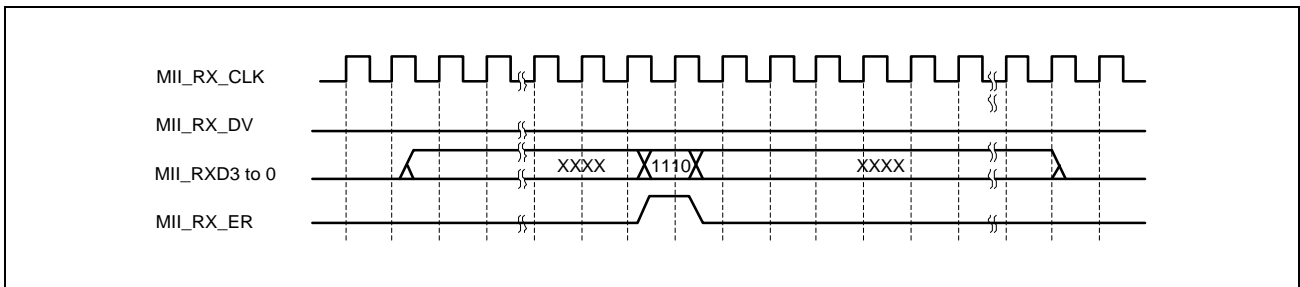 MII_RX_CLK
MII_RX_DV
MII_RXD3 to 0 XXXX 1110 XXXX
MII_RX_ER